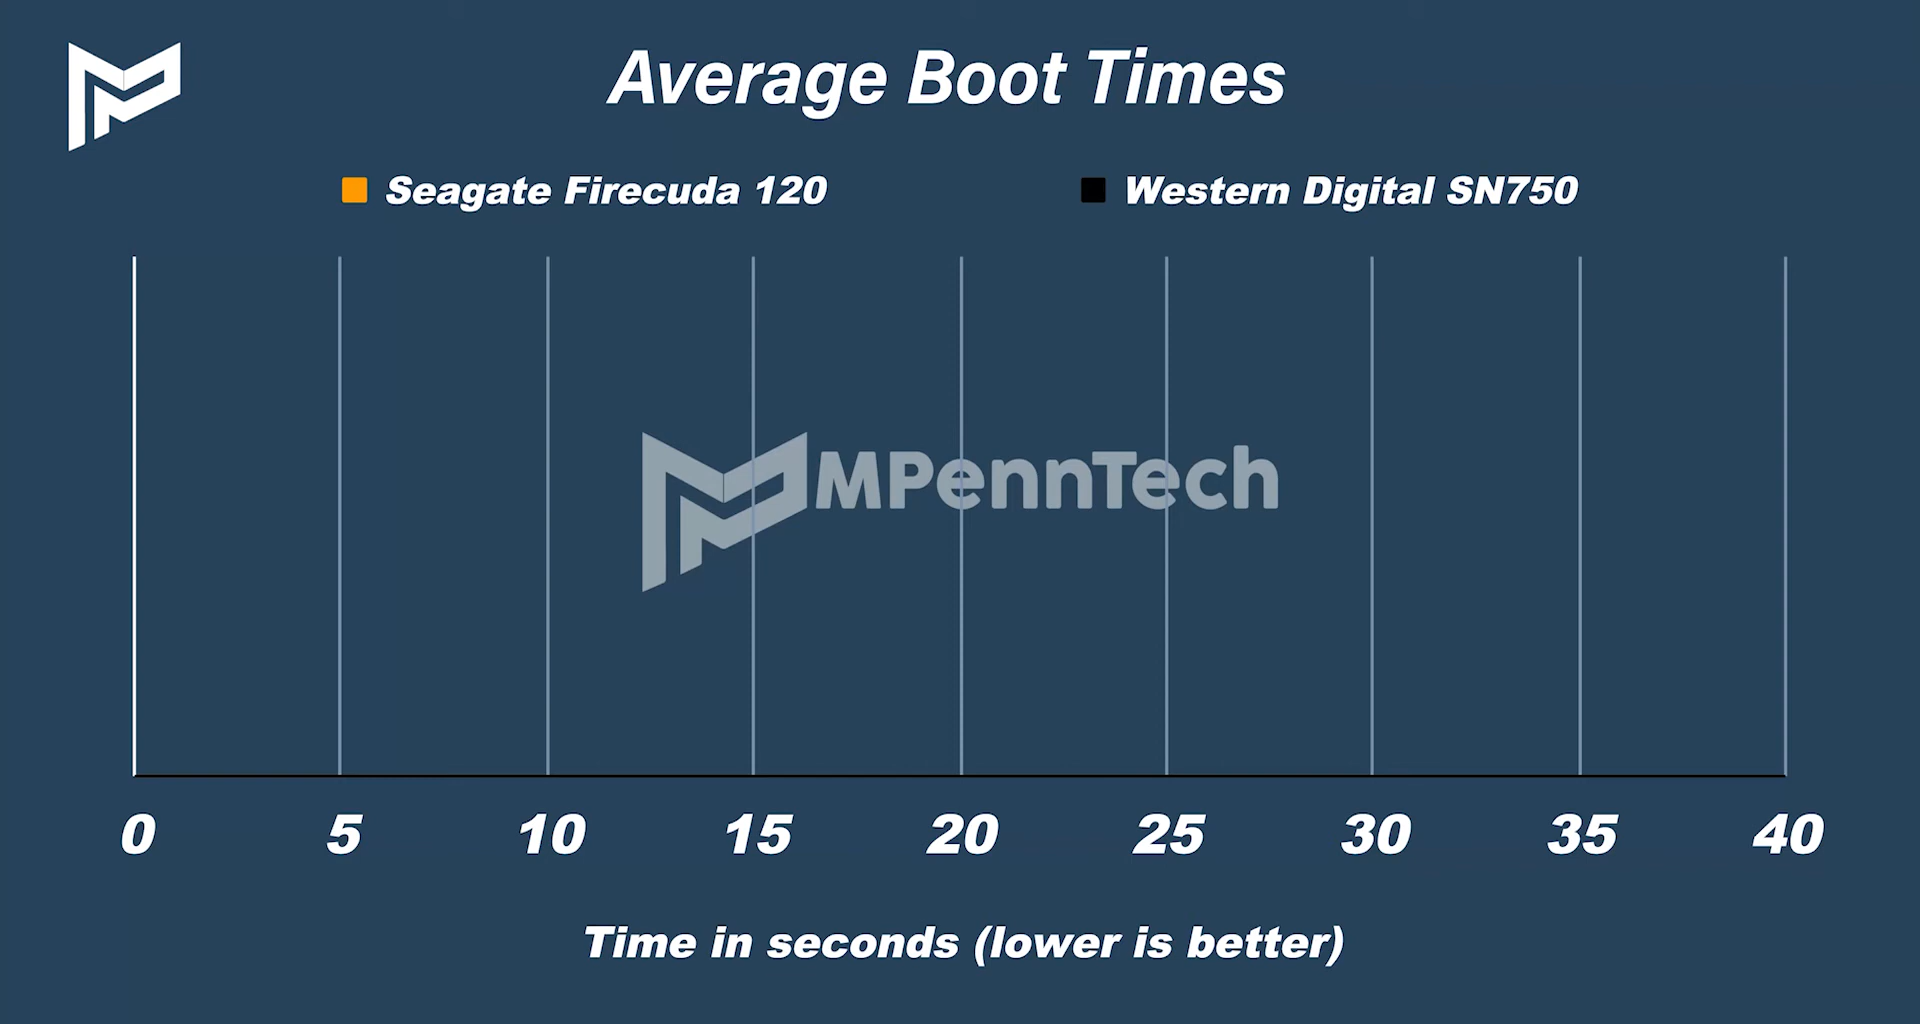 Average Boot Times
Seagate Firecuda 120
Western Digital SN750
MPennTech
0 5 10 15 20 25 30 35 40
Time in seconds (lower is better)